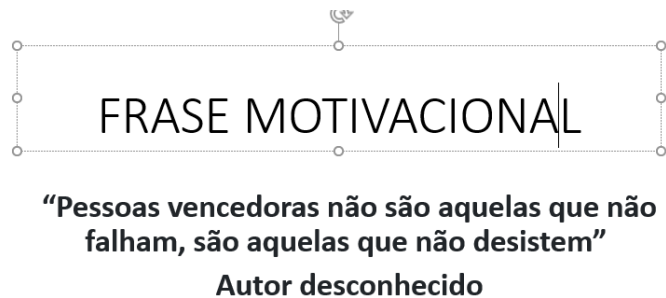 FRASE MOTIVACIONAL
“Pessoas vencedoras não são aquelas que não
falham, são aquelas que não desistem”
Autor desconhecido